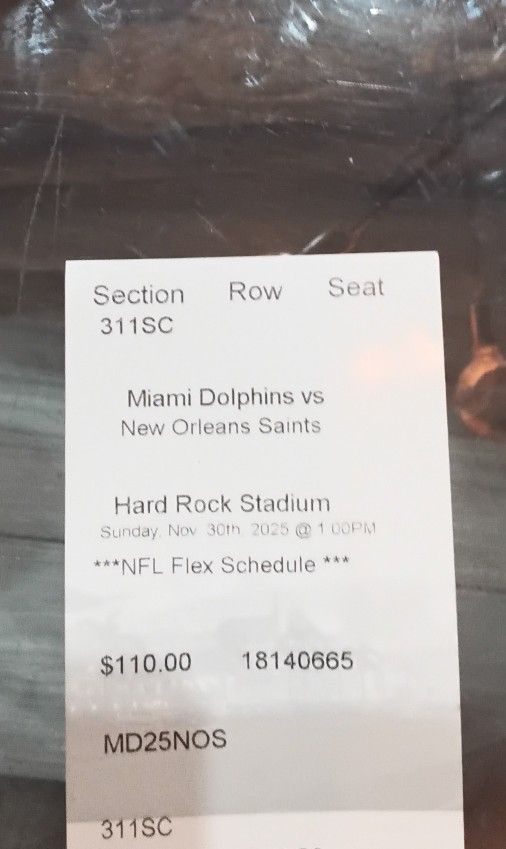 Section Row Seat
311SC
Miami Dolphins vs
New Orleans Saints
Hard Rock Stadium
Sunday, Nov 30th, 2025 @ 1:00PM
***NFL Flex Schedule ***
$110.00 18140665
MD25NOS
311SC